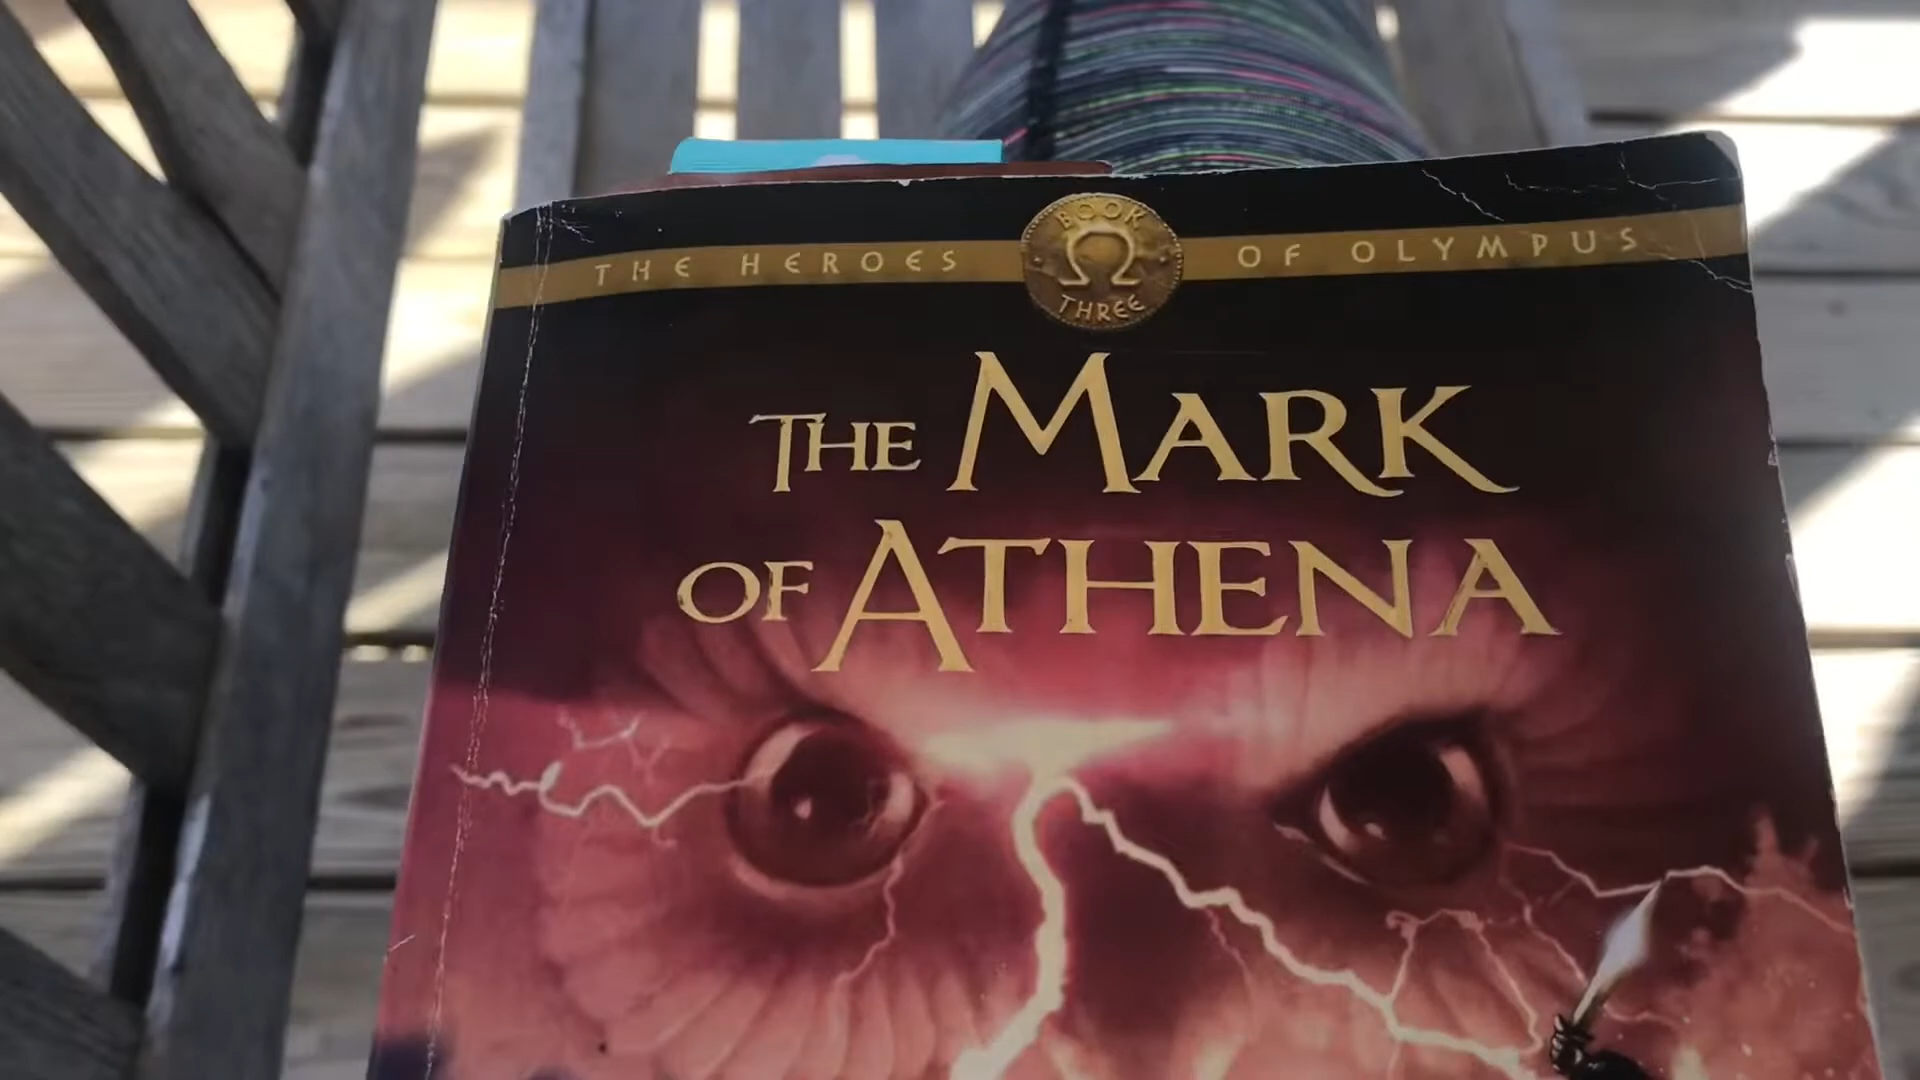 THE HEROES OF OLYMPUS
BOOK
Ω
THREE
THE MARK
OF ATHENA